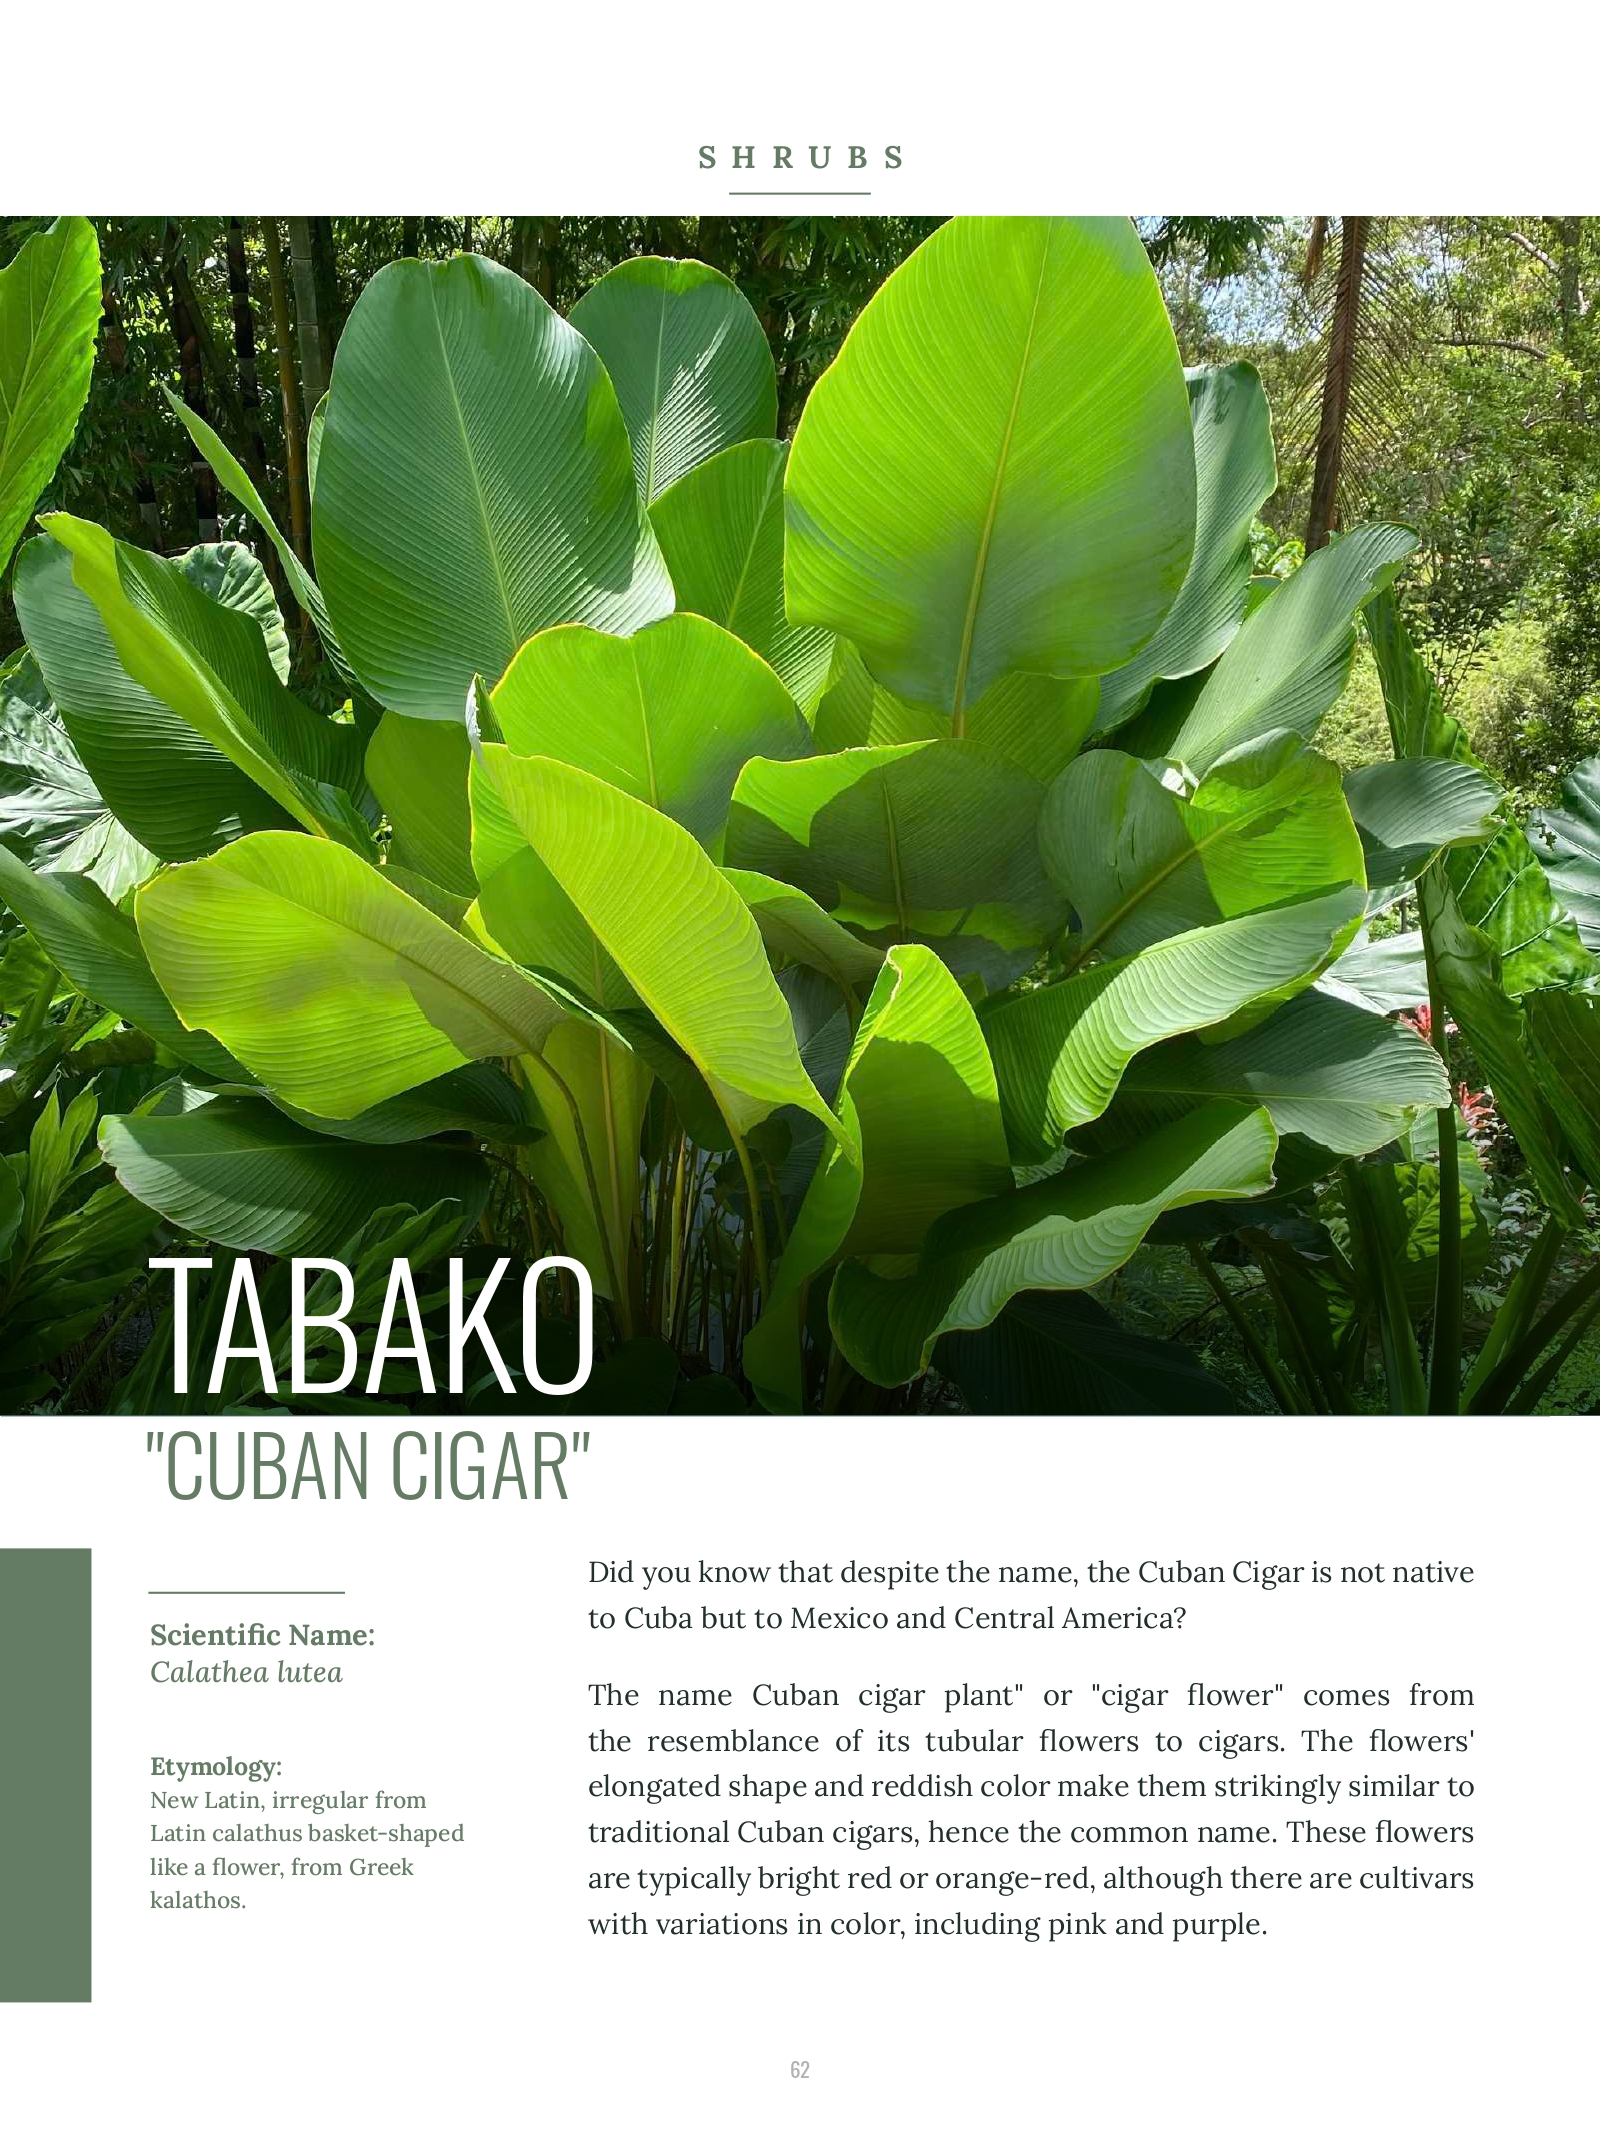 SHRUBS
TABAKO
"CUBAN CIGAR"
Scientific Name:
Calathea lutea
Etymology:
New Latin, irregular from
Latin calathus basket-shaped
like a flower, from Greek
kalathos.
Did you know that despite the name, the Cuban Cigar is not native
to Cuba but to Mexico and Central America?
The name Cuban cigar plant" or "cigar flower" comes from
the resemblance of its tubular flowers to cigars. The flowers'
elongated shape and reddish color make them strikingly similar to
traditional Cuban cigars, hence the common name. These flowers
are typically bright red or orange-red, although there are cultivars
with variations in color, including pink and purple.
62